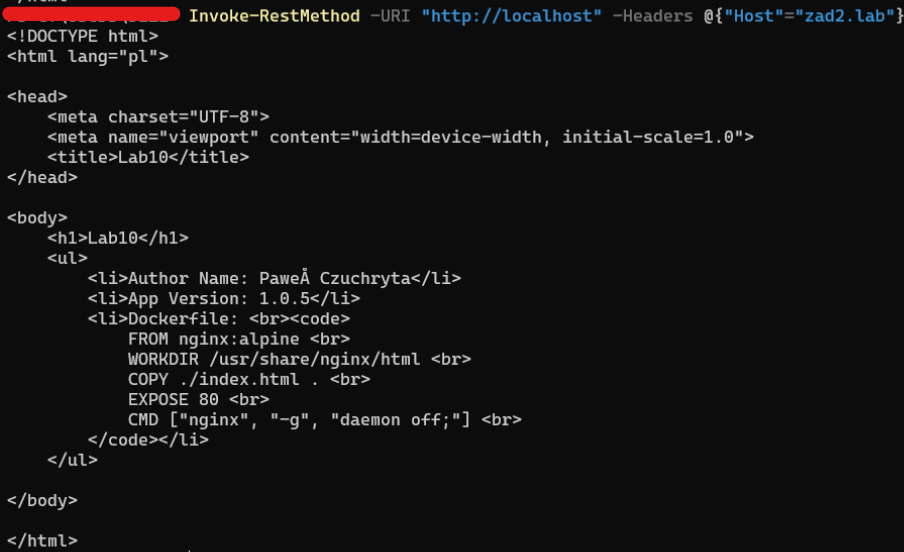 Invoke-RestMethod -URI "http://localhost" -Headers @{"Host"="zad2.lab"}
<!DOCTYPE html>
<html lang="pl">
<head>
<meta charset="UTF-8">
<meta name="viewport" content="width=device-width, initial-scale=1.0">
<title>Lab10</title>
</head>
<body>
<h1>Lab10</h1>
<ul>
<li>Author Name: PaweÅ Czuchryta</li>
<li>App Version: 1.0.5</li>
<li>Dockerfile: <br><code>
FROM nginx:alpine <br>
WORKDIR /usr/share/nginx/html <br>
COPY ./index.html . <br>
EXPOSE 80 <br>
CMD ["nginx", "-g", "daemon off;"] <br>
</code></li>
</ul>
</body>
</html>